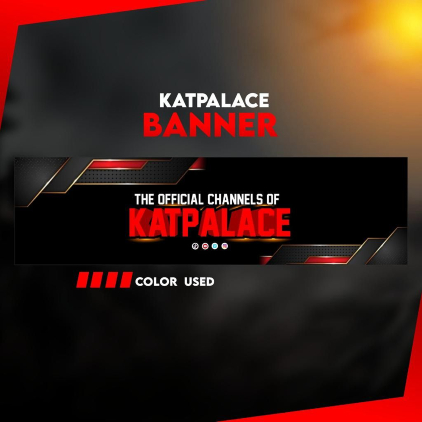 KATPALACE
BANNER
THE OFFICIAL CHANNELS OF
KATPALACE
COLOR USED